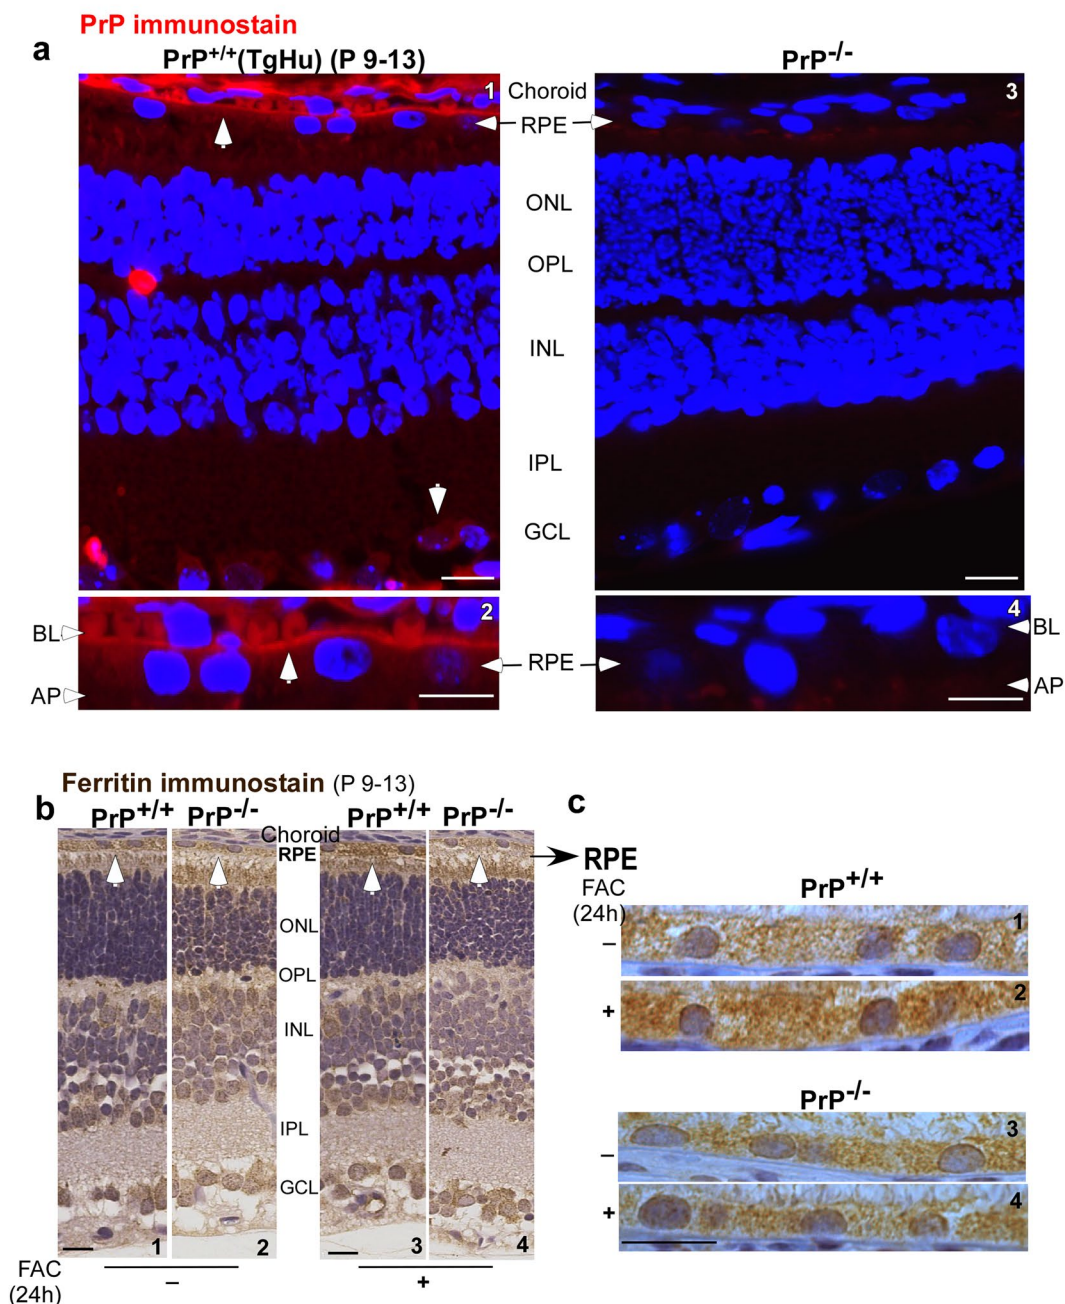 PrP immunostain
a
PrP+/+(TgHu) (P 9-13)
PrP-/-
1
Choroid
3
RPE
ONL
OPL
INL
IPL
GCL
2
4
BL
BL
RPE
AP
AP
Ferritin immunostain (P 9-13)
b
PrP+/+
PrP-/-
PrP+/+
PrP-/-
c
Choroid
RPE
RPE
FAC
(24h)
PrP+/+
ONL
–
1
OPL
+
2
INL
PrP-/-
IPL
–
3
GCL
+
4
1
2
3
4
FAC
(24h)
–
+